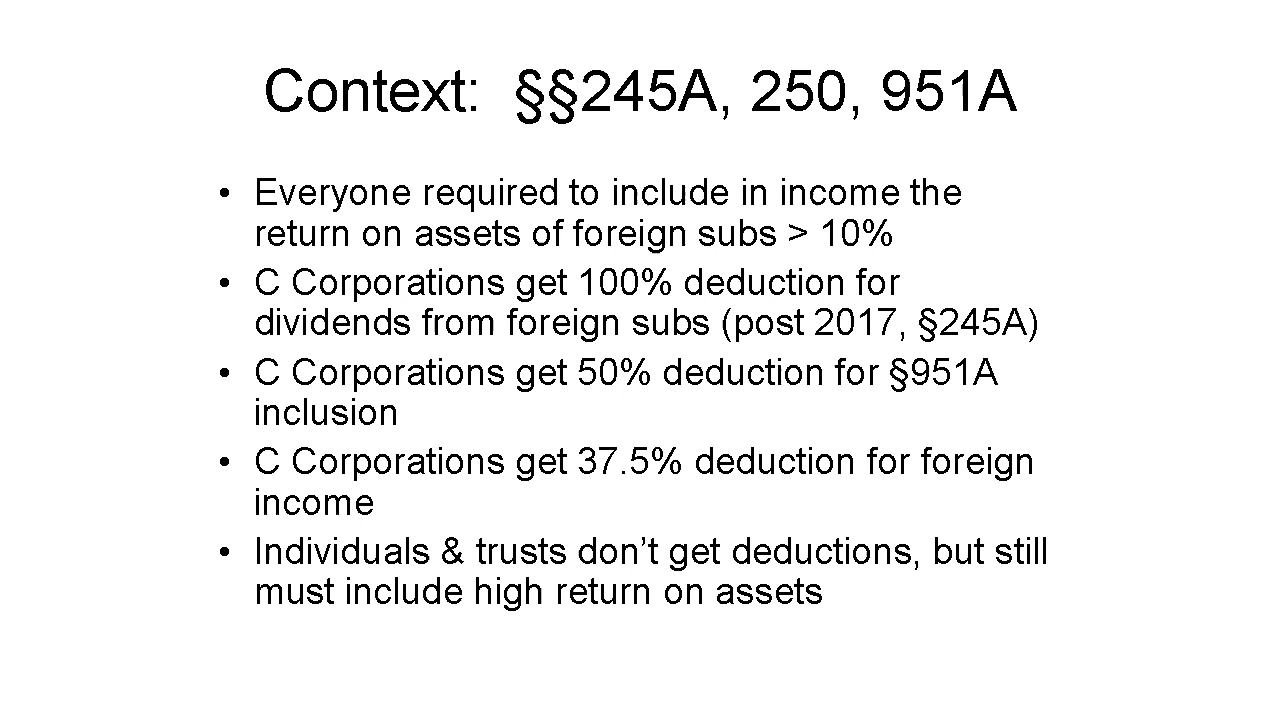 Context:  §§245A, 250, 951A
• Everyone required to include in income the
return on assets of foreign subs > 10%
• C Corporations get 100% deduction for
dividends from foreign subs (post 2017, §245A)
• C Corporations get 50% deduction for §951A
inclusion
• C Corporations get 37.5% deduction for foreign
income
• Individuals & trusts don’t get deductions, but still
must include high return on assets